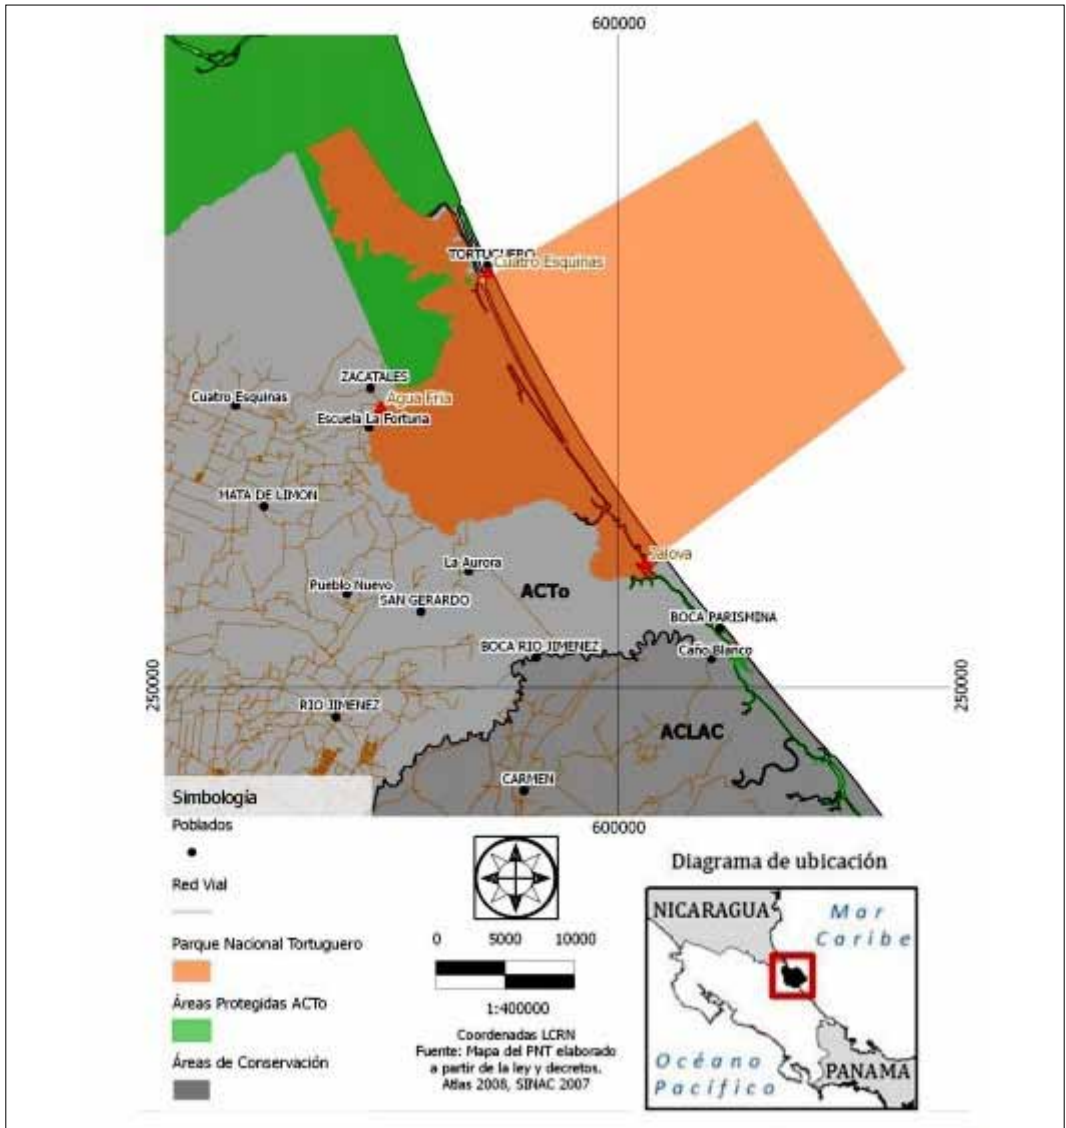 600000
TORTUGUERO
Cuatro Esquinas
ZACATALES
Cuatro Esquinas
Agua Fria
Escuela La Fortuna
MATA DE LIMON
Jalova
La Aurora
ACTo
Pueblo Nuevo
SAN GERARDO
BOCA PARISMINA
BOCA RIO JIMENEZ
Caño Blanco
250000
250000
RIO JIMENEZ
ACLAC
CARMEN
600000
Simbología
Poblados
Red Vial
Parque Nacional Tortuguero
Áreas Protegidas ACTo
Áreas de Conservación
0 5000 10000
1:400000
Coordenadas LCRN
Fuente: Mapa del PNT elaborado
a partir de la ley y decretos.
Atlas 2008, SINAC 2007
Diagrama de ubicación
NICARAGUA
Mar
Caribe
Océano
Pacífico
PANAMA